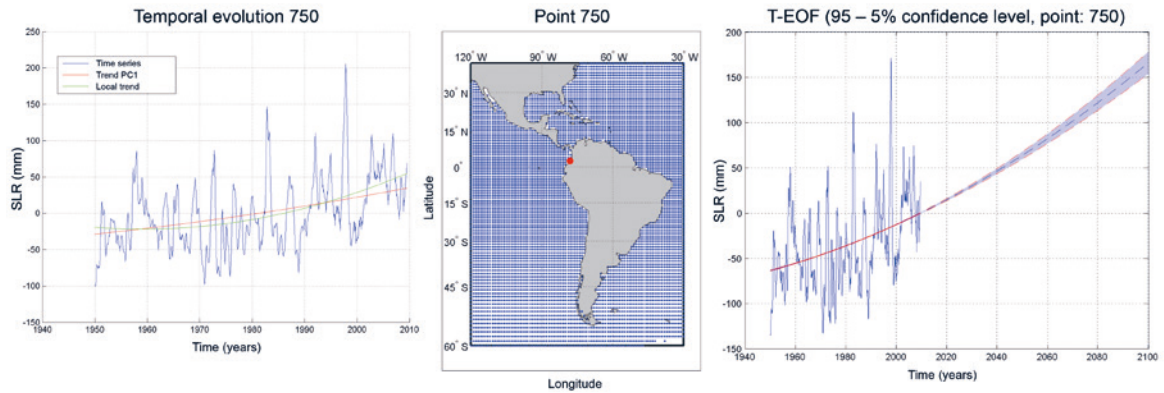 Temporal evolution 750
250
200
150
100
50
0
-50
-100
-150
SLR (mm)
Time series
Trend PC1
Local trend
1940
1950
1960
1970
1980
1990
2000
2010
Time (years)
Point 750
120° W
90° W
60° W
30° W
30° N
15° N
0°
15° S
30° S
45° S
60° S
Latitude
Longitude
T-EOF (95 – 5% confidence level, point: 750)
200
150
100
50
0
-50
-100
-150
SLR (mm)
1940
1960
1980
2000
2020
2040
2060
2080
2100
Time (years)